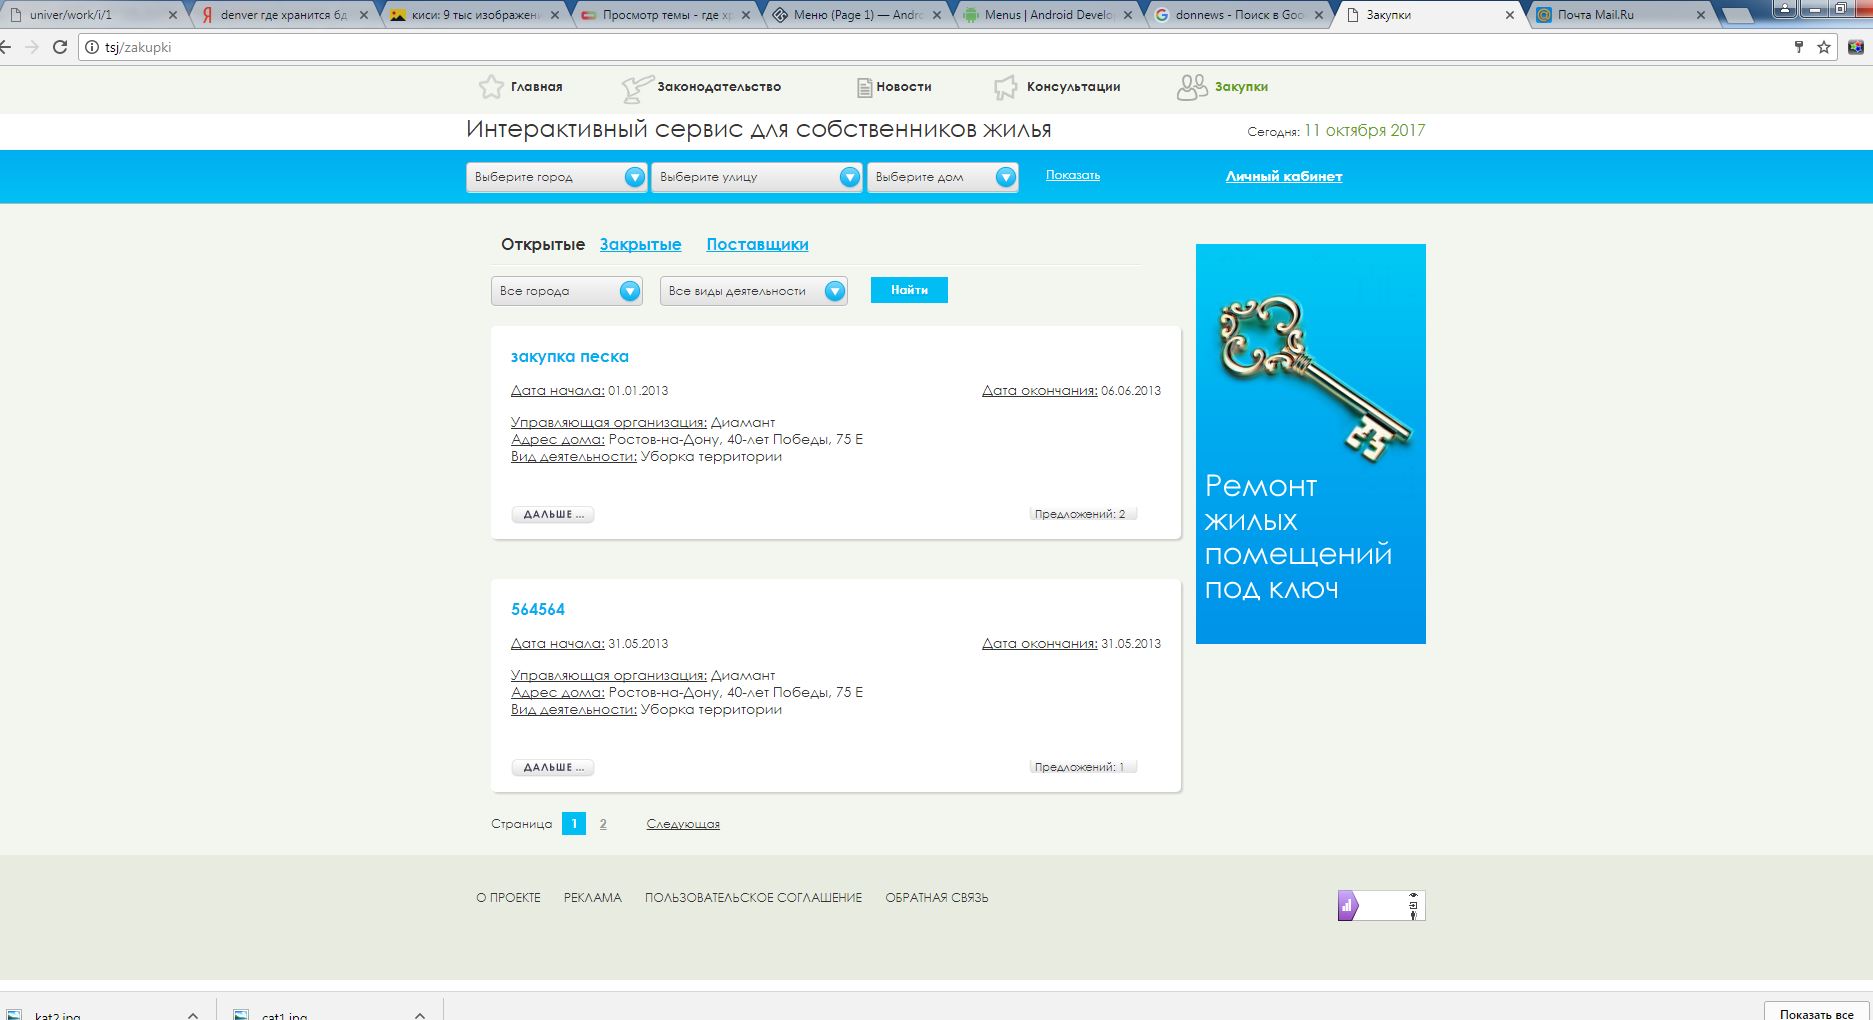 univer/work/i/1
denver где хранится бд
киси: 9 тыс изображени
Просмотр темы - где хр
Меню (Page 1) — Andro
Menus | Android Develo
donnews - Поиск в Goo
Закупки
Почта Mail.Ru
tsj/zakupki
Главная
Законодательство
Новости
Консультации
Закупки
Интерактивный сервис для собственников жилья
Сегодня: 11 октября 2017
Выберите город
Выберите улицу
Выберите дом
Показать
Личный кабинет
Открытые
Закрытые
Поставщики
Все города
Все виды деятельности
Найти
закупка песка
Дата начала: 01.01.2013
Дата окончания: 06.06.2013
Управляющая организация: Диамант
Адрес дома: Ростов-на-Дону, 40-лет Победы, 75 Е
Вид деятельности: Уборка территории
ДАЛЬШЕ ...
Предложений: 2
564564
Дата начала: 31.05.2013
Дата окончания: 31.05.2013
Управляющая организация: Диамант
Адрес дома: Ростов-на-Дону, 40-лет Победы, 75 Е
Вид деятельности: Уборка территории
ДАЛЬШЕ ...
Предложений: 1
Ремонт
жилых
помещений
под ключ
Страница 1 2 Следующая
О ПРОЕКТЕ
РЕКЛАМА
ПОЛЬЗОВАТЕЛЬСКОЕ СОГЛАШЕНИЕ
ОБРАТНАЯ СВЯЗЬ
kat2.jpg
cat1.jpg
Показать все